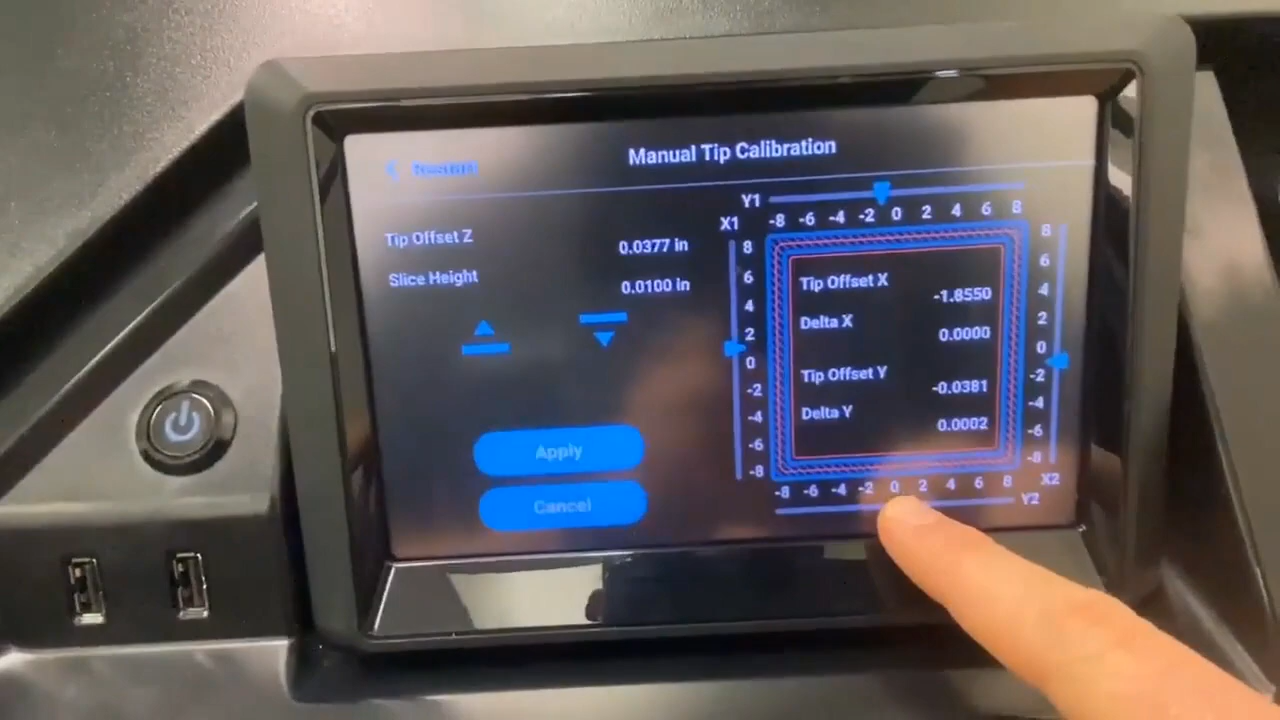 Restart
Manual Tip Calibration
Tip Offset Z 0.0377 in
Slice Height 0.0100 in
Apply
Cancel
Y1
-8 -6 -4 -2 0 2 4 6 8
X1
8
6
4
2
0
-2
-4
-6
-8
Tip Offset X
-1.8550
Delta X
0.0000
Tip Offset Y
-0.0381
Delta Y
0.0002
8
6
4
2
0
-2
-4
-6
-8
X2
-8 -6 -4 -2 0 2 4 6 8
Y2